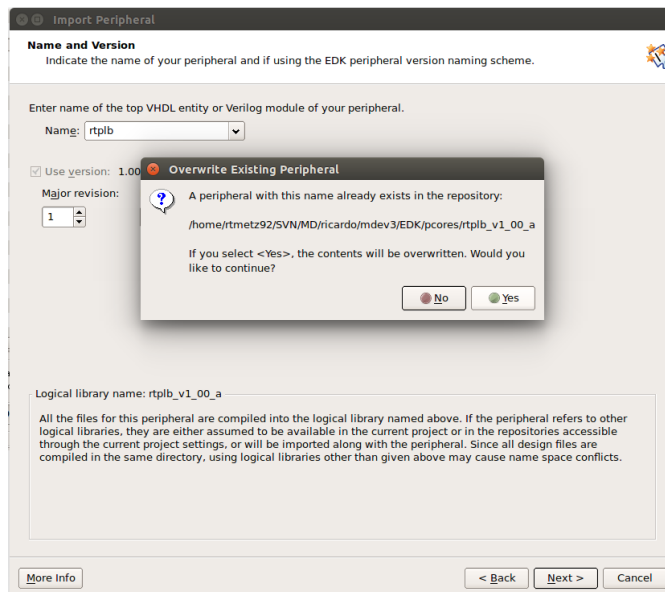 Import Peripheral
Name and Version
Indicate the name of your peripheral and if using the EDK peripheral version naming scheme.
Enter name of the top VHDL entity or Verilog module of your peripheral.
Name: rtplb
Use version: 1.00
Major revision:
1
Overwrite Existing Peripheral
A peripheral with this name already exists in the repository:
/home/rtmetz92/SVN/MD/ricardo/mdev3/EDK/pcores/rtplb_v1_00_a
If you select <Yes>, the contents will be overwritten. Would you
like to continue?
No Yes
Logical library name: rtplb_v1_00_a
All the files for this peripheral are compiled into the logical library named above. If the peripheral refers to other
logical libraries, they are either assumed to be available in the current project or in the repositories accessible
through the current project settings, or will be imported along with the peripheral. Since all design files are
compiled in the same directory, using logical libraries other than given above may cause name space conflicts.
More Info < Back Next > Cancel